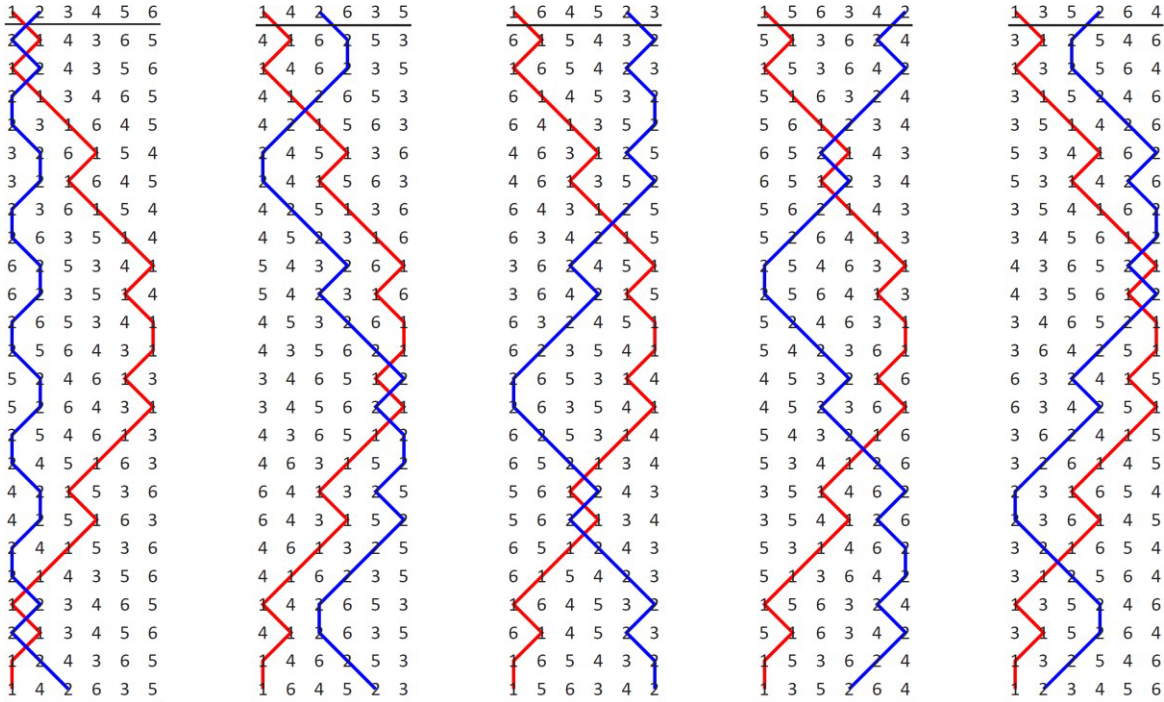 1 2 3 4 5 6
2 1 4 3 6 5
1 2 4 3 5 6
2 1 3 4 6 5
2 3 1 6 4 5
3 2 6 1 5 4
3 2 1 6 4 5
2 3 6 1 5 4
2 6 3 5 1 4
6 2 5 3 4 1
6 2 3 5 1 4
2 6 5 3 4 1
2 5 6 4 3 1
5 2 4 6 1 3
5 2 6 4 3 1
2 5 4 6 1 3
2 4 5 1 6 3
4 2 1 5 3 6
4 2 5 1 6 3
2 4 1 5 3 6
2 1 4 3 5 6
1 2 3 4 6 5
2 1 3 4 5 6
1 2 4 3 6 5
1 4 2 6 3 5
1 4 2 6 3 5
4 1 6 2 5 3
1 4 6 2 3 5
4 1 2 6 5 3
4 2 1 5 6 3
2 4 5 1 3 6
2 4 1 5 6 3
4 2 5 1 3 6
4 5 2 3 1 6
5 4 3 2 6 1
5 4 2 3 1 6
4 5 3 2 6 1
4 3 5 6 2 1
3 4 6 5 1 2
3 4 5 6 2 1
4 3 6 5 1 2
4 6 3 1 5 2
6 4 1 3 2 5
6 4 3 1 5 2
4 6 1 3 2 5
4 1 6 2 3 5
1 4 2 6 5 3
4 1 2 6 3 5
1 4 6 2 5 3
1 6 4 5 2 3
1 6 4 5 2 3
6 1 5 4 3 2
1 6 5 4 2 3
6 1 4 5 3 2
6 4 1 3 5 2
4 6 3 1 2 5
4 6 1 3 5 2
6 4 3 1 2 5
6 3 4 2 1 5
3 6 2 4 5 1
3 6 4 2 1 5
6 3 2 4 5 1
6 2 3 5 4 1
2 6 5 3 1 4
2 6 3 5 4 1
6 2 5 3 1 4
6 5 2 1 3 4
5 6 1 2 4 3
5 6 2 1 3 4
6 5 1 2 4 3
6 1 5 4 2 3
1 6 4 5 3 2
6 1 4 5 2 3
1 6 5 4 3 2
1 5 6 3 4 2
1 5 6 3 4 2
5 1 3 6 2 4
1 5 3 6 4 2
5 1 6 3 2 4
5 6 1 2 3 4
6 5 2 1 4 3
6 5 1 2 3 4
5 6 2 1 4 3
5 2 6 4 1 3
2 5 4 6 3 1
2 5 6 4 1 3
5 2 4 6 3 1
5 4 2 3 6 1
4 5 3 2 1 6
4 5 2 3 6 1
5 4 3 2 1 6
5 3 4 1 2 6
3 5 1 4 6 2
3 5 4 1 2 6
5 3 1 4 6 2
5 1 3 6 4 2
1 5 6 3 2 4
5 1 6 3 4 2
1 5 3 6 2 4
1 3 5 2 6 4
1 3 5 2 6 4
3 1 2 5 4 6
1 3 2 5 6 4
3 1 5 2 4 6
3 5 1 4 2 6
5 3 4 1 6 2
5 3 1 4 2 6
3 5 4 1 6 2
3 4 5 6 1 2
4 3 6 5 2 1
4 3 5 6 1 2
3 4 6 5 2 1
3 6 4 2 5 1
6 3 2 4 1 5
6 3 4 2 5 1
3 6 2 4 1 5
3 2 6 1 4 5
2 3 1 6 5 4
2 3 6 1 4 5
3 2 1 6 5 4
3 1 2 5 6 4
1 3 5 2 4 6
3 1 5 2 6 4
1 3 2 5 4 6
1 2 3 4 5 6